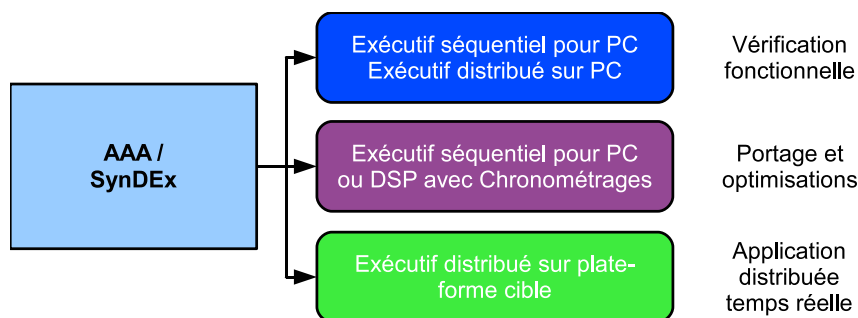 AAA /
SynDEx
Exécutif séquentiel pour PC
Exécutif distribué sur PC
Vérification
fonctionnelle
Exécutif séquentiel pour PC
ou DSP avec Chronométrages
Portage et
optimisations
Exécutif distribué sur plate-
forme cible
Application
distribuée
temps réelle